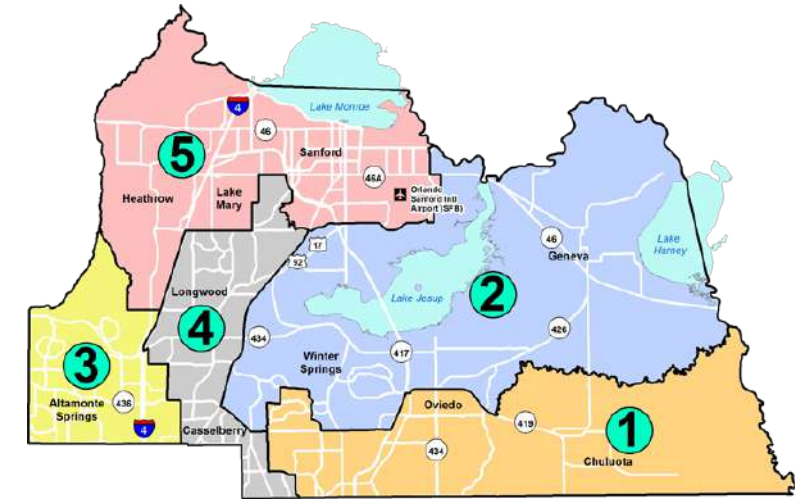 4
Lake Monroe
46
5
Sanford
46A
Heathrow
Lake
Mary
Orlando
Sanford Intl
Airport (SFB)
17
92
46
Geneva
Lake
Harney
Longwood
Lake Jesup
2
4
434
426
Winter
Springs
417
3
436
Altamonte
Springs
4
Casselberry
Oviedo
419
1
434
Chuluota